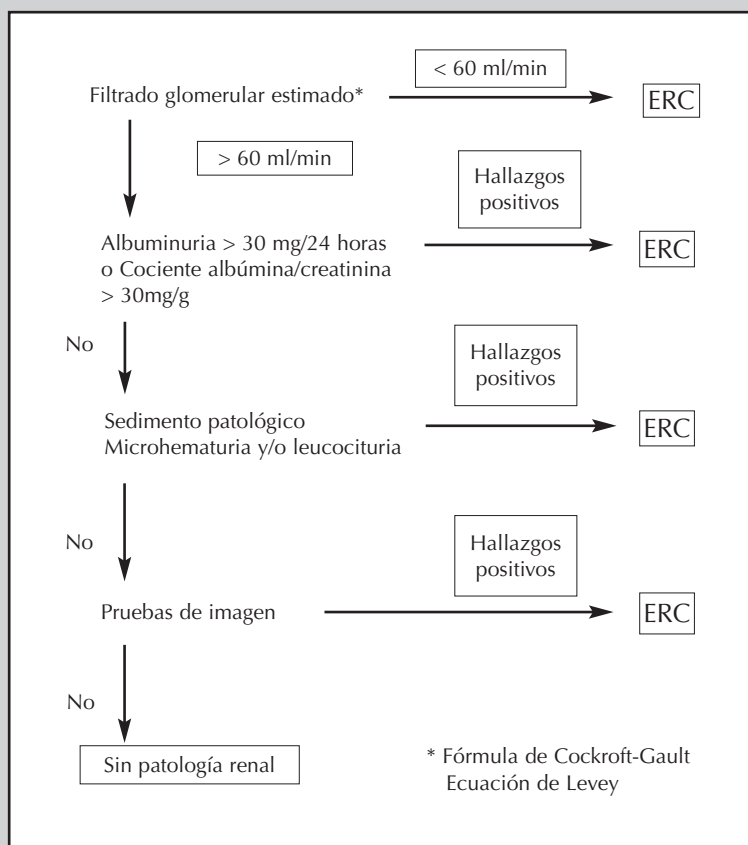 < 60 ml/min
Filtrado glomerular estimado*
ERC
> 60 ml/min
Hallazgos
positivos
Albuminuria > 30 mg/24 horas
o Cociente albúmina/creatinina
> 30mg/g
ERC
No
Hallazgos
positivos
Sedimento patológico
Microhematuria y/o leucocituria
ERC
No
Hallazgos
positivos
Pruebas de imagen
ERC
No
Sin patología renal
* Fórmula de Cockroft-Gault
Ecuación de Levey